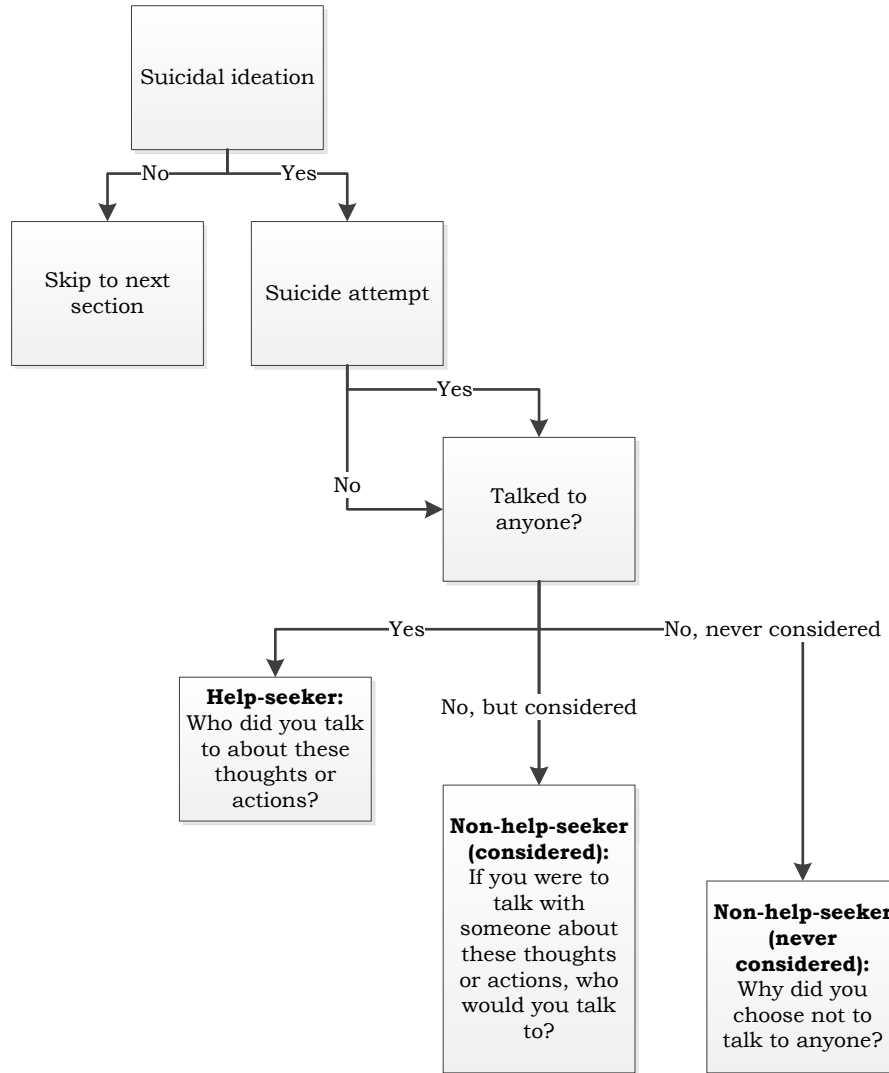 Suicidal ideation
No
Yes
Skip to next
section
Suicide attempt
Yes
No
Talked to
anyone?
Yes
No, never considered
Help-seeker:
Who did you talk
to about these
thoughts or
actions?
No, but considered
Non-help-seeker
(considered):
If you were to
talk with
someone about
these thoughts
or actions, who
would you talk
to?
Non-help-seeker
(never
considered):
Why did you
choose not to
talk to anyone?